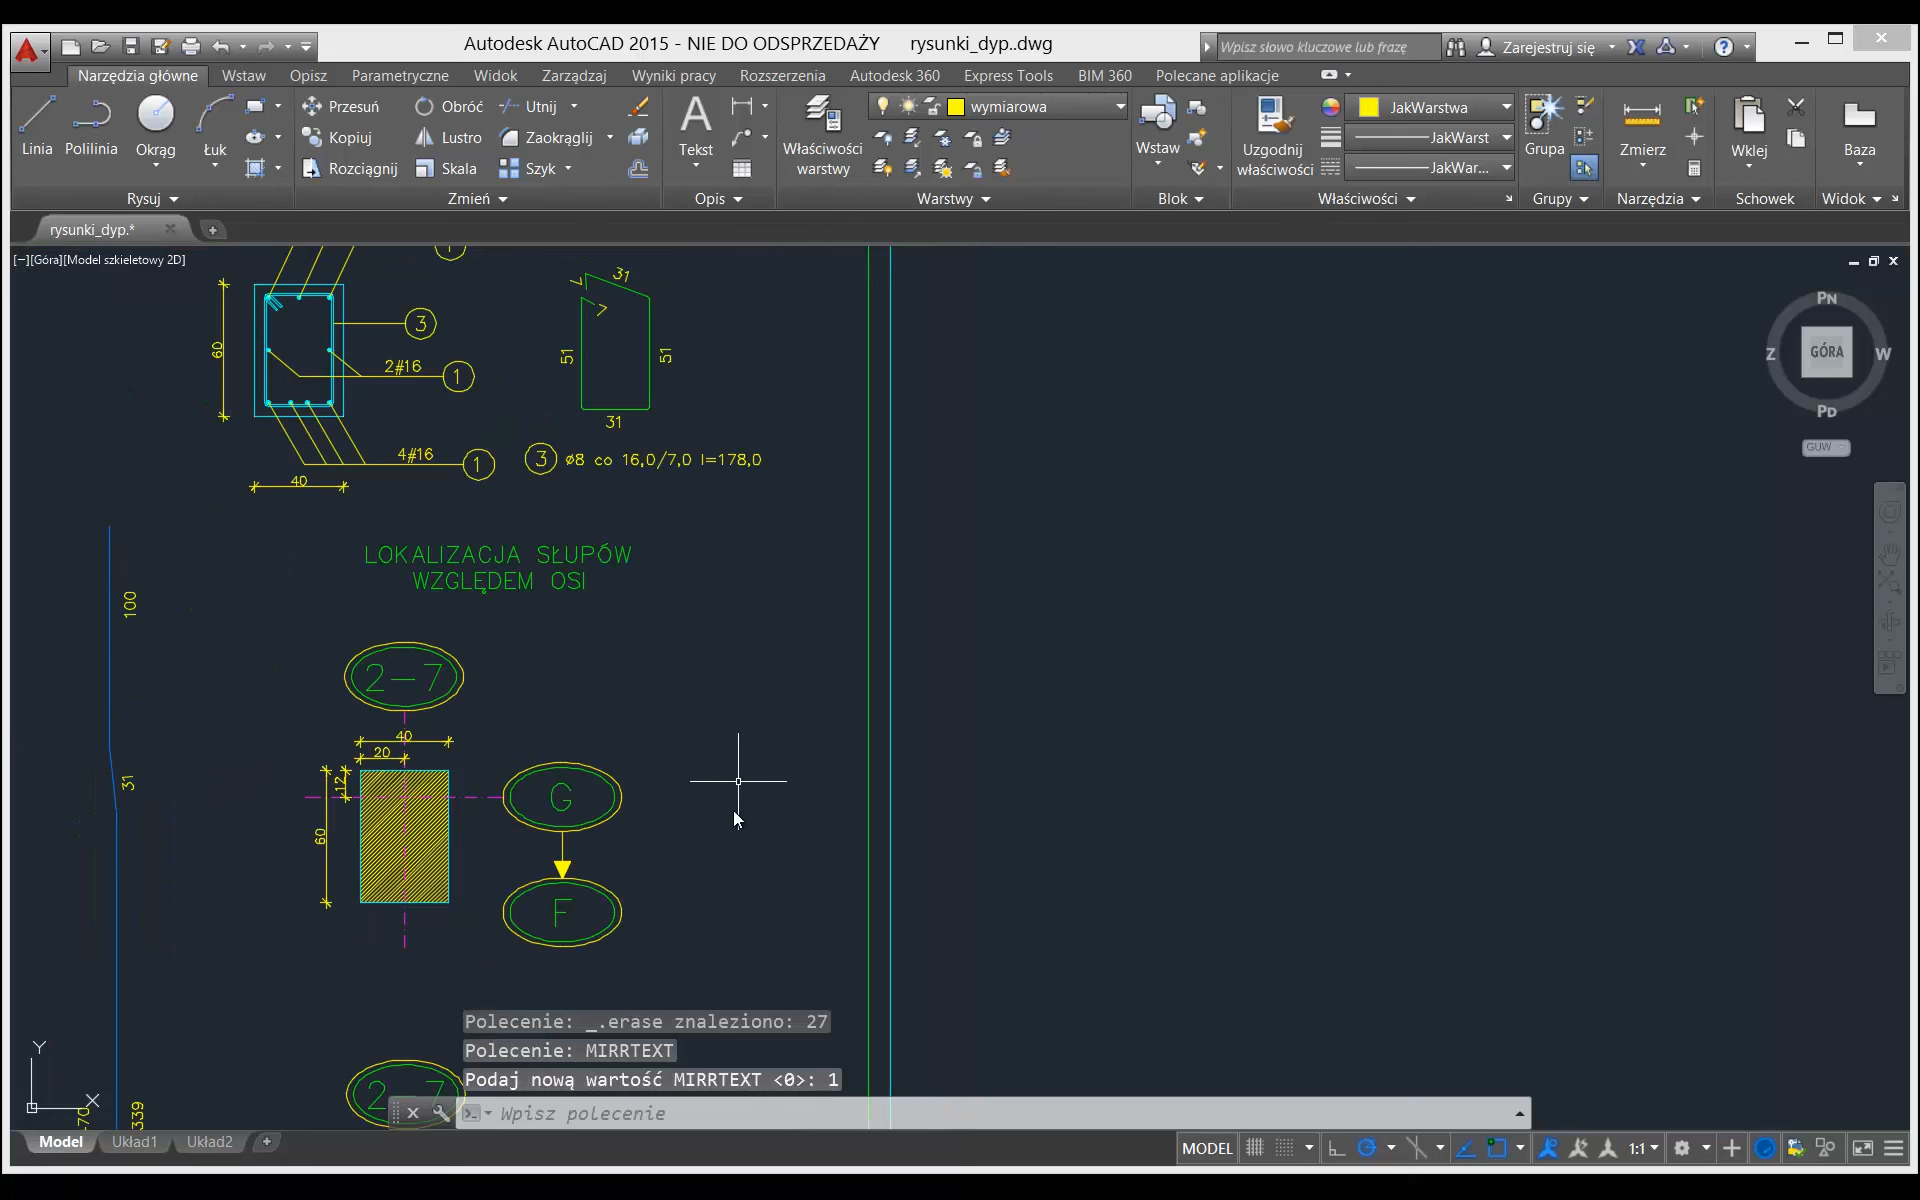 Autodesk AutoCAD 2015 - NIE DO ODSPRZEDAŻY rysunki_dyp..dwg
Wpisz słowo kluczowe lub frazę
Zarejestruj się
Narzędzia główne Wstaw Opisz Parametryczny Widok Zarządzaj Wyniki pracy Rozszerzenia Autodesk 360 Express Tools BIM 360 Polecane aplikacje
Linia Polilinia Okrąg Łuk
Przesuń Obróć Utnij
Kopiuj Lustro Zaokrąglij
Rozciągnij Skala Szyk
Tekst
Właściwości warstwy
wymiarowa
Wstaw
Uzgodnij właściwości
JakWarstwa
JakWarst
JakWar...
Grupa
Zmierz
Wklej
Baza
Rysuj Zmień Opis Warstwy Blok Właściwości Grupy Narzędzia Schowek Widok
rysunki_dyp.*
[−][Góra][Model szkieletowy 2D]
PN
Z GÓRA W
PD
GUW
31
7
7
3
60
51
51
2#16
1
31
4#16
1
3
ø8 co 16,0/7,0 l=178,0
40
LOKALIZACJA SŁUPÓW
WZGLĘDEM OSI
100
2-7
40
20
31
12
G
60
F
Polecenie: _.erase znaleziono: 27
Polecenie: MIRRTEXT
Podaj nową wartość MIRRTEXT <0>: 1
2-7
Wpisz polecenie
Y
X
-70
339
Model Układ1 Układ2
MODEL
1:1